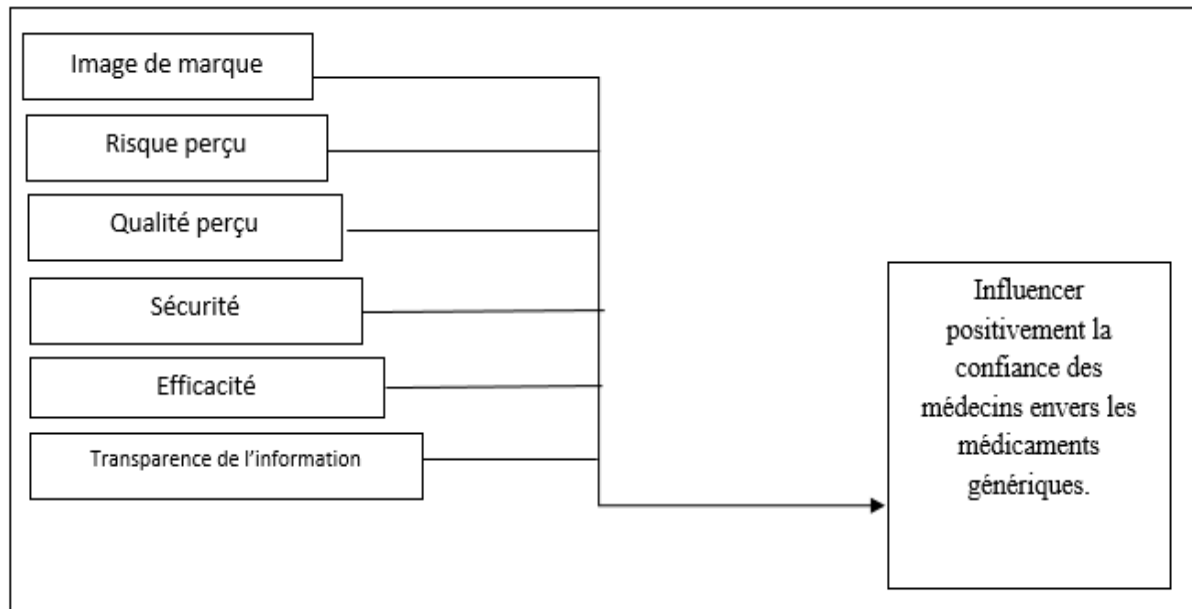 Image de marque
Risque perçu
Qualité perçu
Sécurité
Efficacité
Transparence de l'information
Influencer
positivement la
confiance des
médecins envers les
médicaments
génériques.